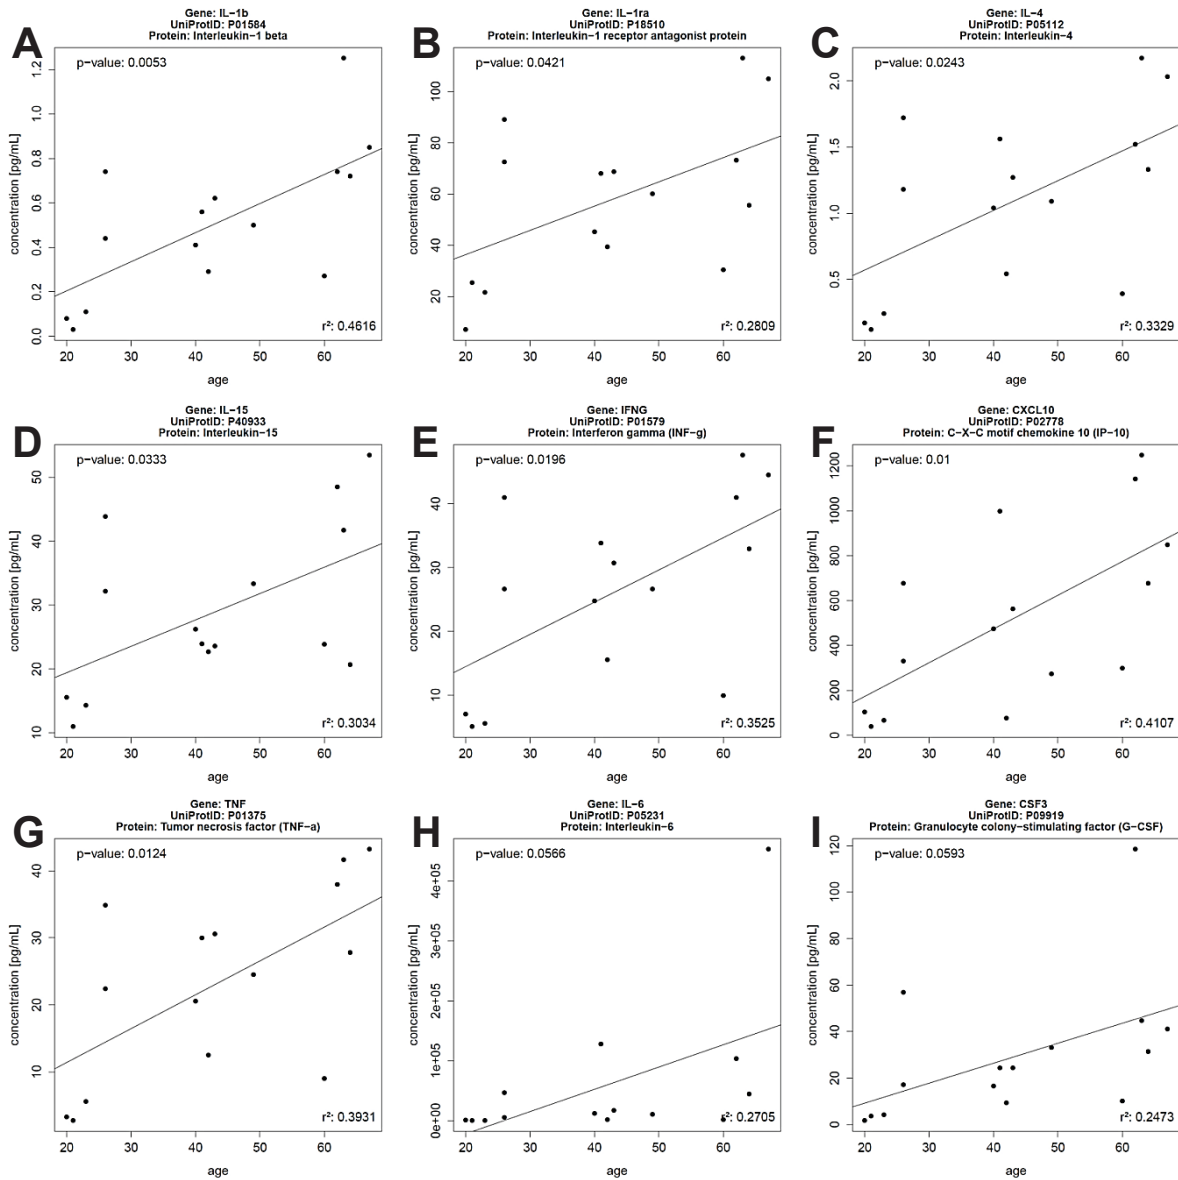 A
Gene: IL−1b
UniProtID: P01584
Protein: Interleukin−1 beta
p−value: 0.0053
concentration [pg/mL]
0.0 0.2 0.4 0.6 0.8 1.0 1.2
r²: 0.4616
20 30 40 50 60
age
B
Gene: IL−1ra
UniProtID: P18510
Protein: Interleukin−1 receptor antagonist protein
p−value: 0.0421
concentration [pg/mL]
20 40 60 80 100
r²: 0.2809
20 30 40 50 60
age
C
Gene: IL−4
UniProtID: P05112
Protein: Interleukin−4
p−value: 0.0243
concentration [pg/mL]
0.5 1.0 1.5 2.0
r²: 0.3329
20 30 40 50 60
age
D
Gene: IL−15
UniProtID: P40933
Protein: Interleukin−15
p−value: 0.0333
concentration [pg/mL]
10 20 30 40 50
r²: 0.3034
20 30 40 50 60
age
E
Gene: IFNG
UniProtID: P01579
Protein: Interferon gamma (INF−g)
p−value: 0.0196
concentration [pg/mL]
10 20 30 40
r²: 0.3525
20 30 40 50 60
age
F
Gene: CXCL10
UniProtID: P02778
Protein: C−X−C motif chemokine 10 (IP−10)
p−value: 0.01
concentration [pg/mL]
0 200 400 600 800 1000 1200
r²: 0.4107
20 30 40 50 60
age
G
Gene: TNF
UniProtID: P01375
Protein: Tumor necrosis factor (TNF−a)
p−value: 0.0124
concentration [pg/mL]
10 20 30 40
r²: 0.3931
20 30 40 50 60
age
H
Gene: IL−6
UniProtID: P05231
Protein: Interleukin−6
p−value: 0.0566
concentration [pg/mL]
0e+00 1e+05 2e+05 3e+05 4e+05
r²: 0.2705
20 30 40 50 60
age
I
Gene: CSF3
UniProtID: P09919
Protein: Granulocyte colony−stimulating factor (G−CSF)
p−value: 0.0593
concentration [pg/mL]
0 20 40 60 80 100 120
r²: 0.2473
20 30 40 50 60
age